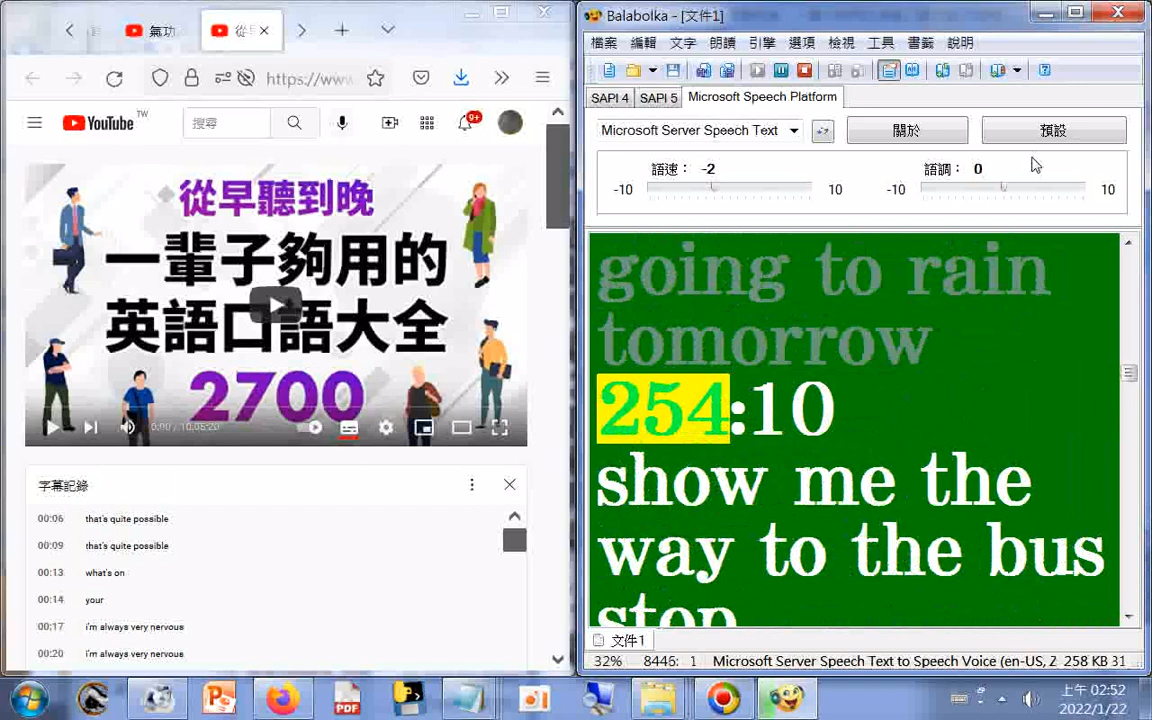 氣功
從
https://www
YouTube TW
搜尋
9+
從早聽到晚
一輩子夠用的
英語口語大全
2700
0:00 / 10:05:20
字幕記錄
00:06 that's quite possible
00:09 that's quite possible
00:13 what's on
00:14 your
00:17 i'm always very nervous
00:20 i'm always very nervous
Balabolka - [文件1]
檔案 編輯 文字 朗讀 引擎 選項 檢視 工具 書籤 說明
SAPI 4 SAPI 5 Microsoft Speech Platform
Microsoft Server Speech Text 關於 預設
語速： -2 語調： 0
-10 10 -10 10
going to rain
tomorrow
254:10
show me the
way to the bus
stop
文件1
32% 8446: 1 Microsoft Server Speech Text to Speech Voice (en-US, Z 258 KB 31
PDF
上午 02:52
2022/1/22